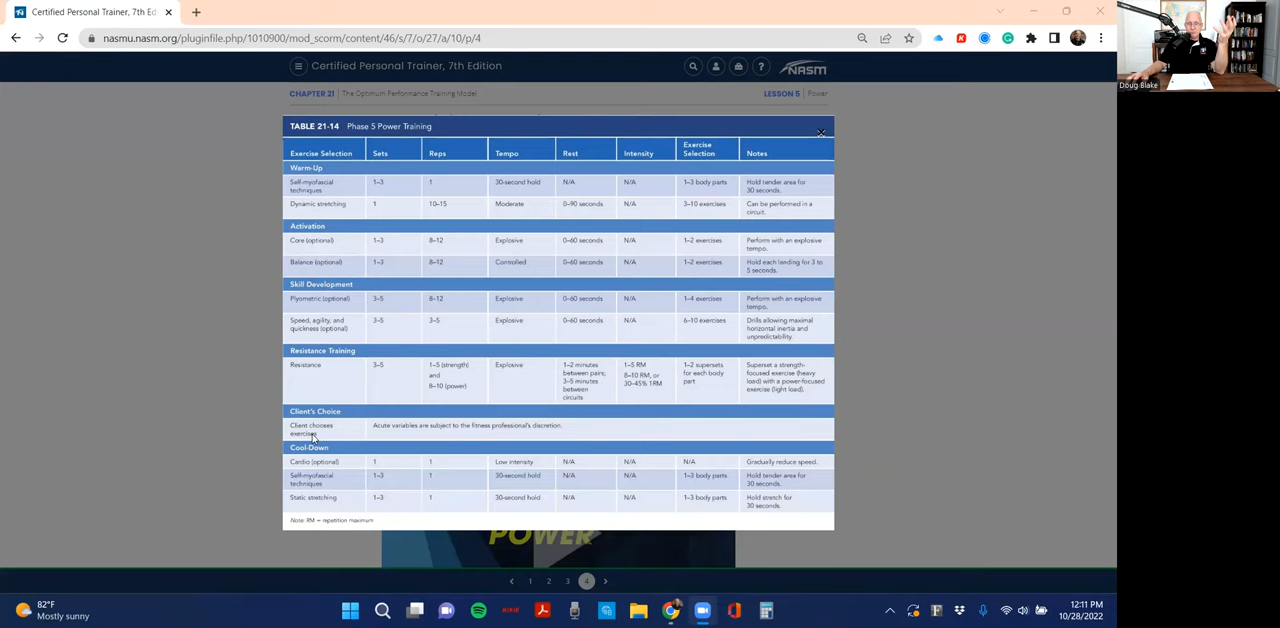 Certified Personal Trainer, 7th Edi
nasmu.nasm.org/pluginfile.php/1010900/mod_scorm/content/46/s/7/o/27/a/10/p/4
Certified Personal Trainer, 7th Edition
NASM
CHAPTER 21 | The Optimum Performance Training Model
LESSON 5 | Power
Doug Blake
TABLE 21-14 Phase 5 Power Training
Exercise Selection Sets Reps Tempo Rest Intensity Exercise Selection Notes
Warm-Up
Self-myofascial techniques 1–3 1 30-second hold N/A N/A 1–3 body parts Hold tender area for 30 seconds.
Dynamic stretching 1 10–15 Moderate 0–90 seconds N/A 3–10 exercises Can be performed in a circuit.
Activation
Core (optional) 1–3 8–12 Explosive 0–60 seconds N/A 1–2 exercises Perform with an explosive tempo.
Balance (optional) 1–3 8–12 Controlled 0–60 seconds N/A 1–2 exercises Hold each landing for 3 to 5 seconds.
Skill Development
Plyometric (optional) 3–5 8–12 Explosive 0–60 seconds N/A 1–4 exercises Perform with an explosive tempo.
Speed, agility, and quickness (optional) 3–5 3–5 Explosive 0–60 seconds N/A 6–10 exercises Drills allowing maximal horizontal inertia and unpredictability.
Resistance Training
Resistance 3–5 1–5 (strength) and 8–10 (power) Explosive 1–2 minutes between pairs; 3–5 minutes between circuits 1–5 RM 8–10 RM, or 30–45% 1RM 1–2 supersets for each body part Superset a strength-focused exercise (heavy load) with a power-focused exercise (light load).
Client's Choice
Client chooses exercises Acute variables are subject to the fitness professional's discretion.
Cool-Down
Cardio (optional) 1 1 Low intensity N/A N/A N/A Gradually reduce speed.
Self-myofascial techniques 1–3 1 30-second hold N/A N/A 1–3 body parts Hold tender area for 30 seconds.
Static stretching 1–3 1 30-second hold N/A N/A 1–3 body parts Hold stretch for 30 seconds.
Note: RM = repetition maximum
POWER
1 2 3 4
82°F
Mostly sunny
12:11 PM
10/28/2022